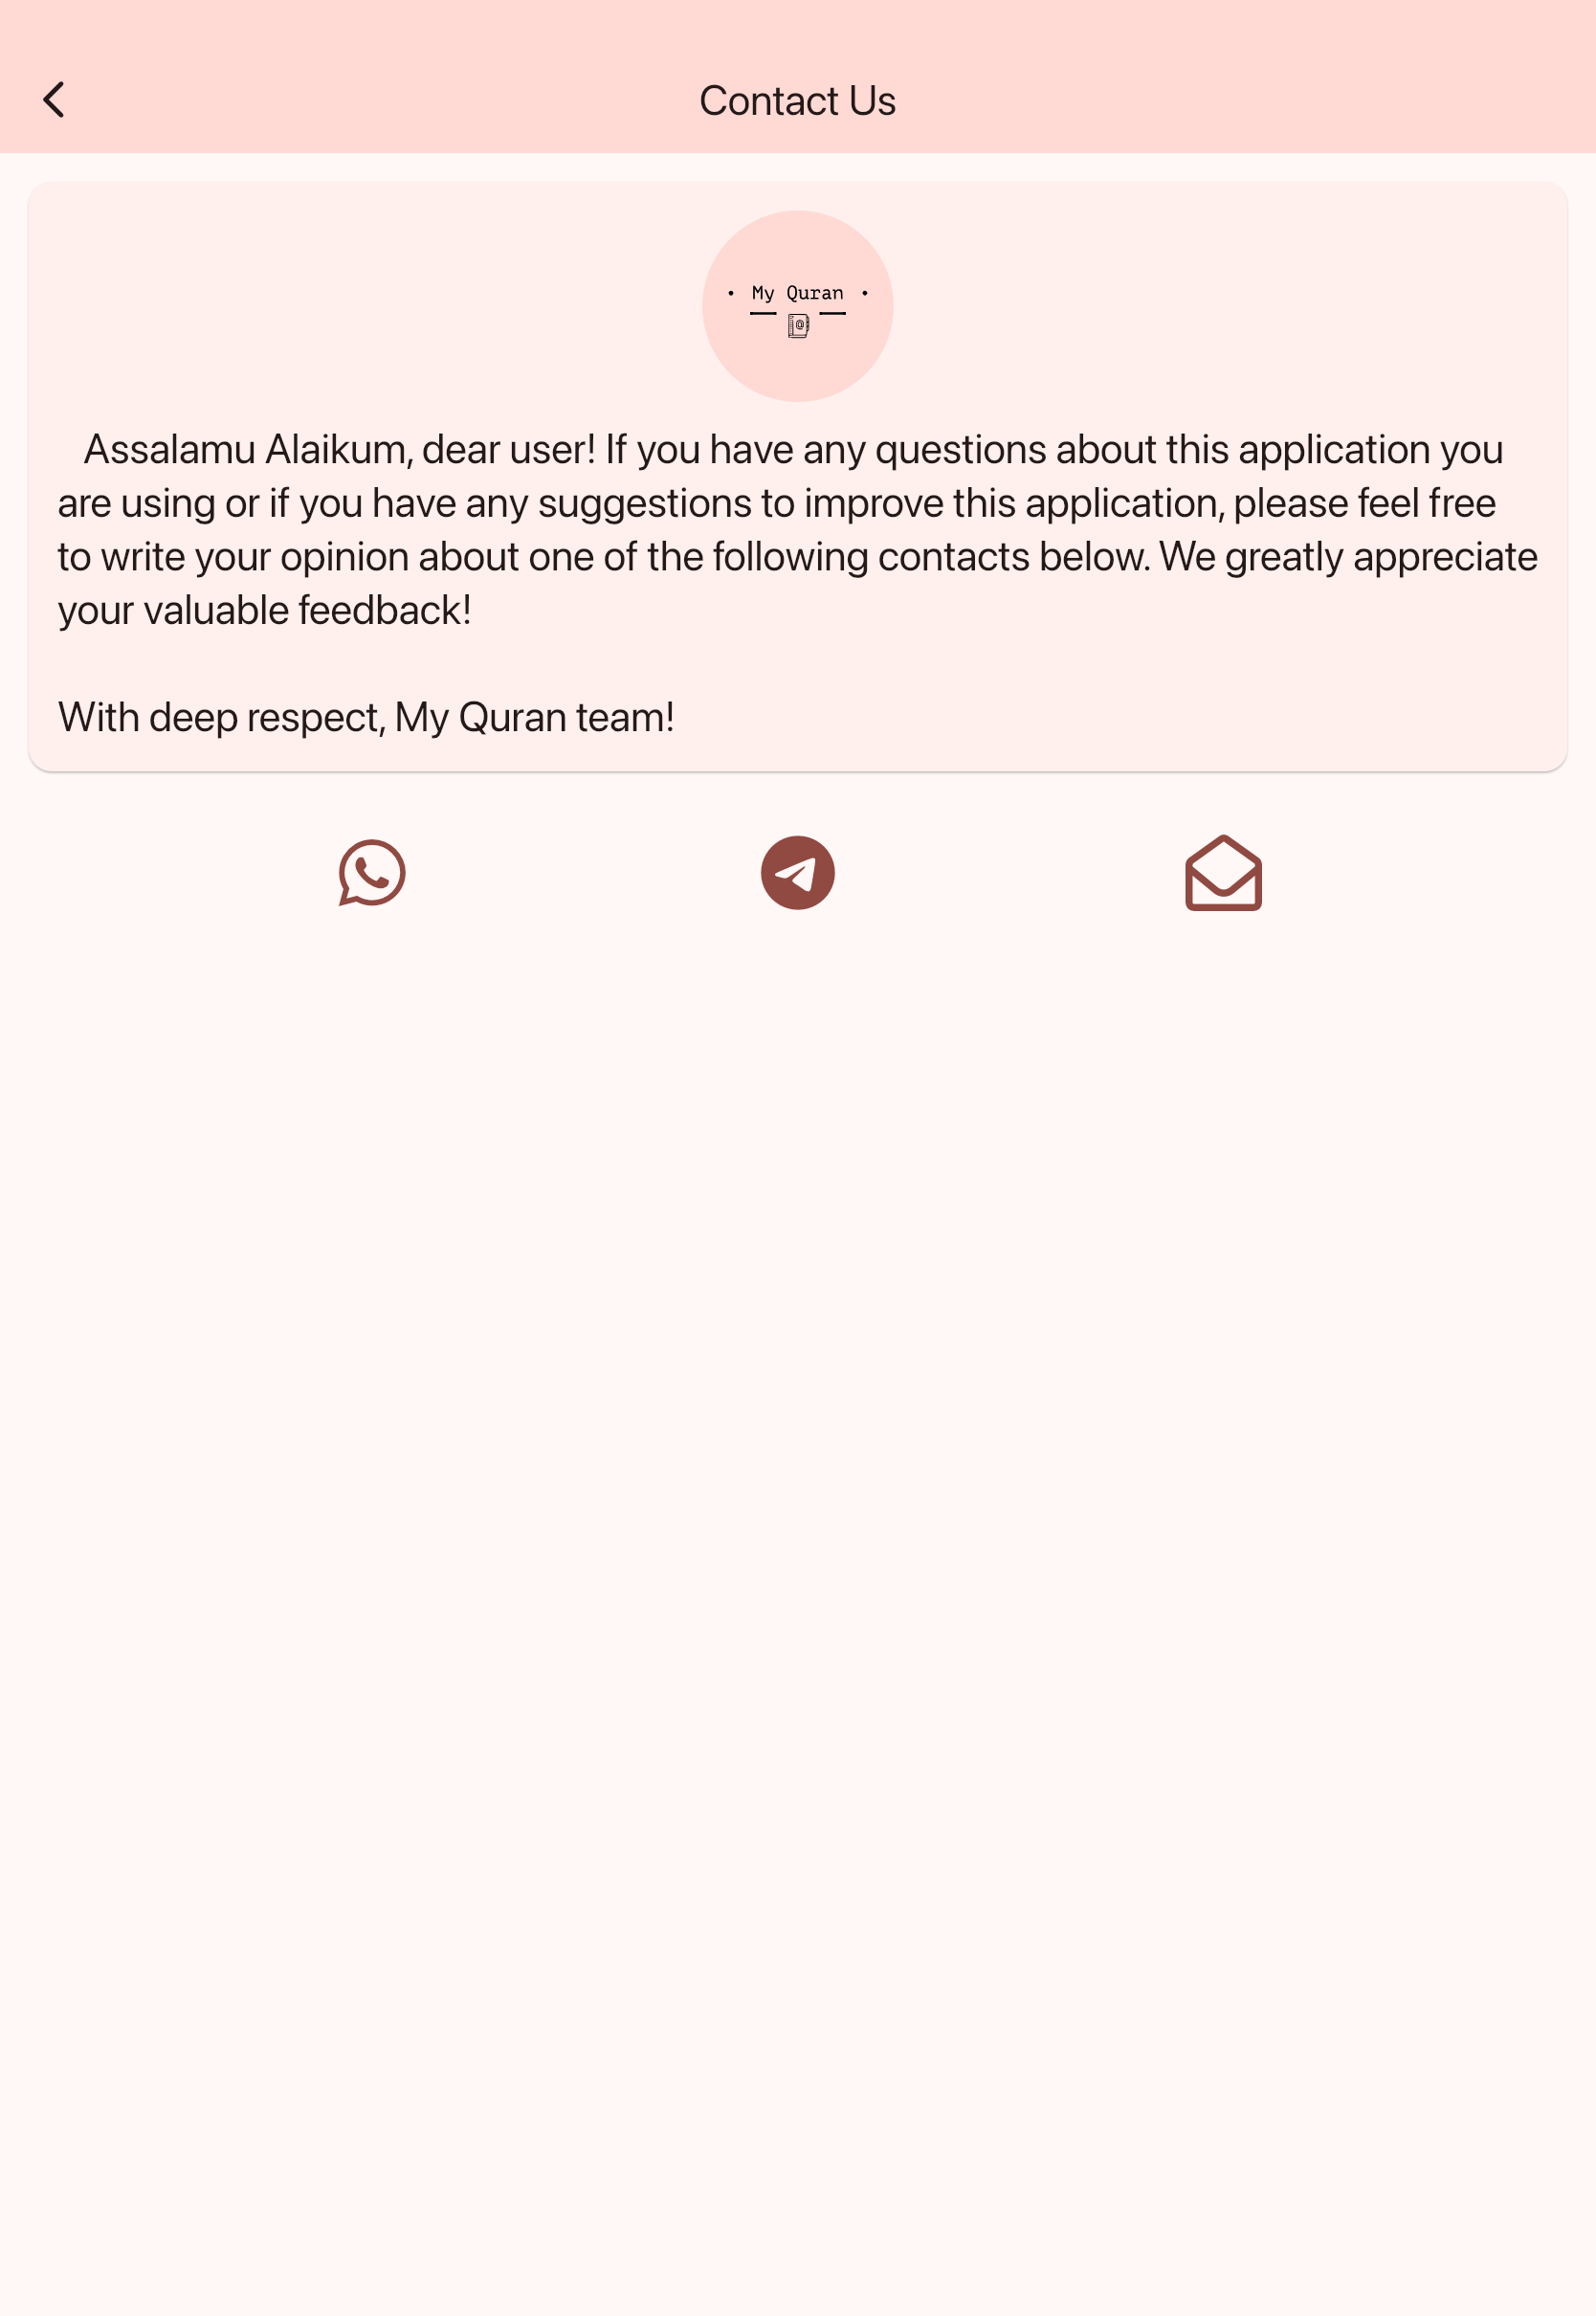 Contact Us
• My Quran •
@
Assalamu Alaikum, dear user! If you have any questions about this application you
are using or if you have any suggestions to improve this application, please feel free
to write your opinion about one of the following contacts below. We greatly appreciate
your valuable feedback!
With deep respect, My Quran team!